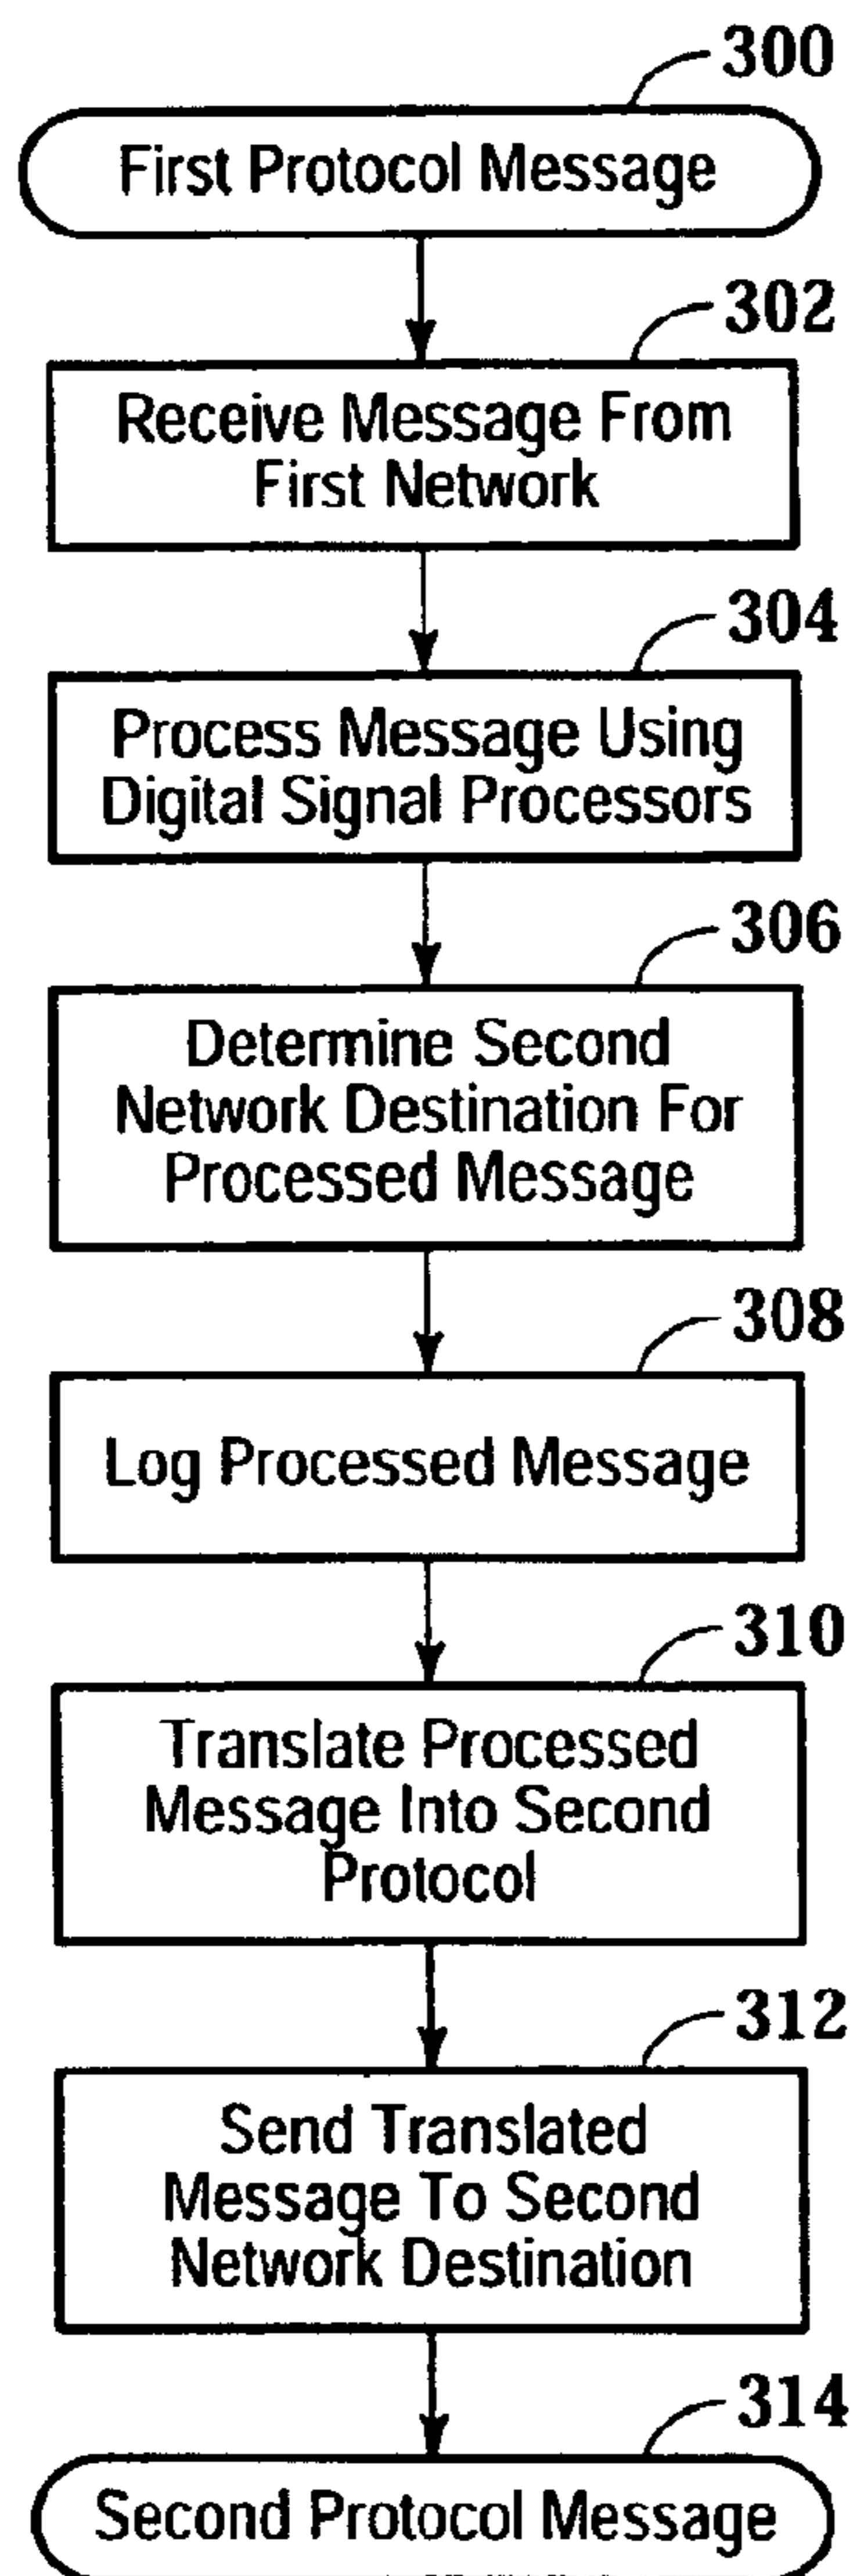 300
First Protocol Message
302
Receive Message From
First Network
304
Process Message Using
Digital Signal Processors
306
Determine Second
Network Destination For
Processed Message
308
Log Processed Message
310
Translate Processed
Message Into Second
Protocol
312
Send Translated
Message To Second
Network Destination
314
Second Protocol Message